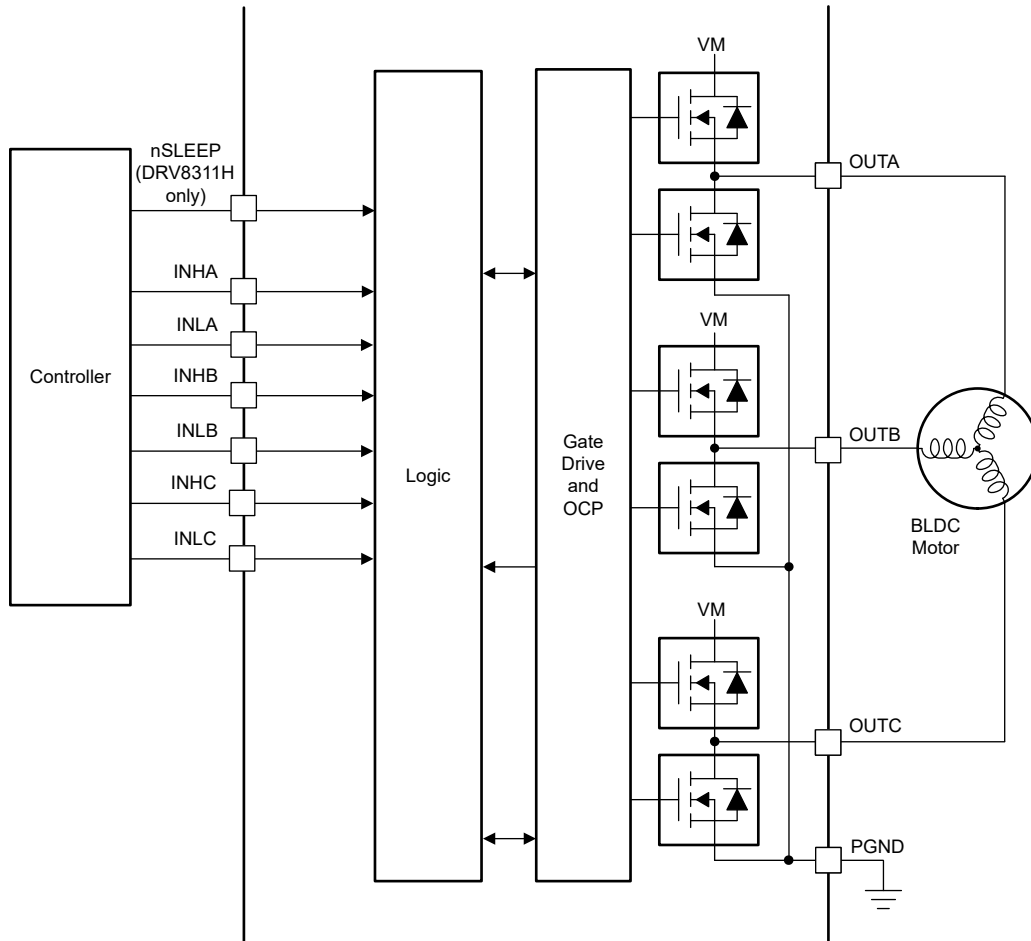 nSLEEP
(DRV8311H
only)
INHA
INLA
INHB
INLB
INHC
INLC
Controller
Logic
Gate
Drive
and
OCP
VM
VM
VM
OUTA
OUTB
OUTC
PGND
BLDC
Motor